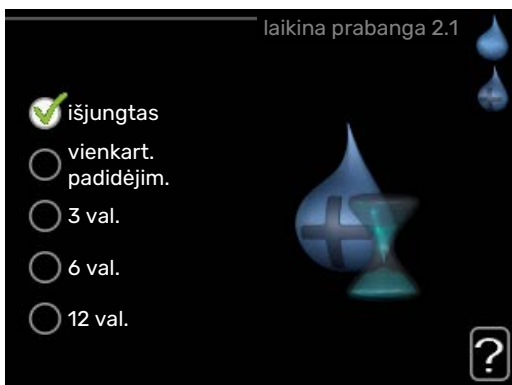 laikina prabanga 2.1
išjungtas
vienkart.
padidėjim.
3 val.
6 val.
12 val.
?